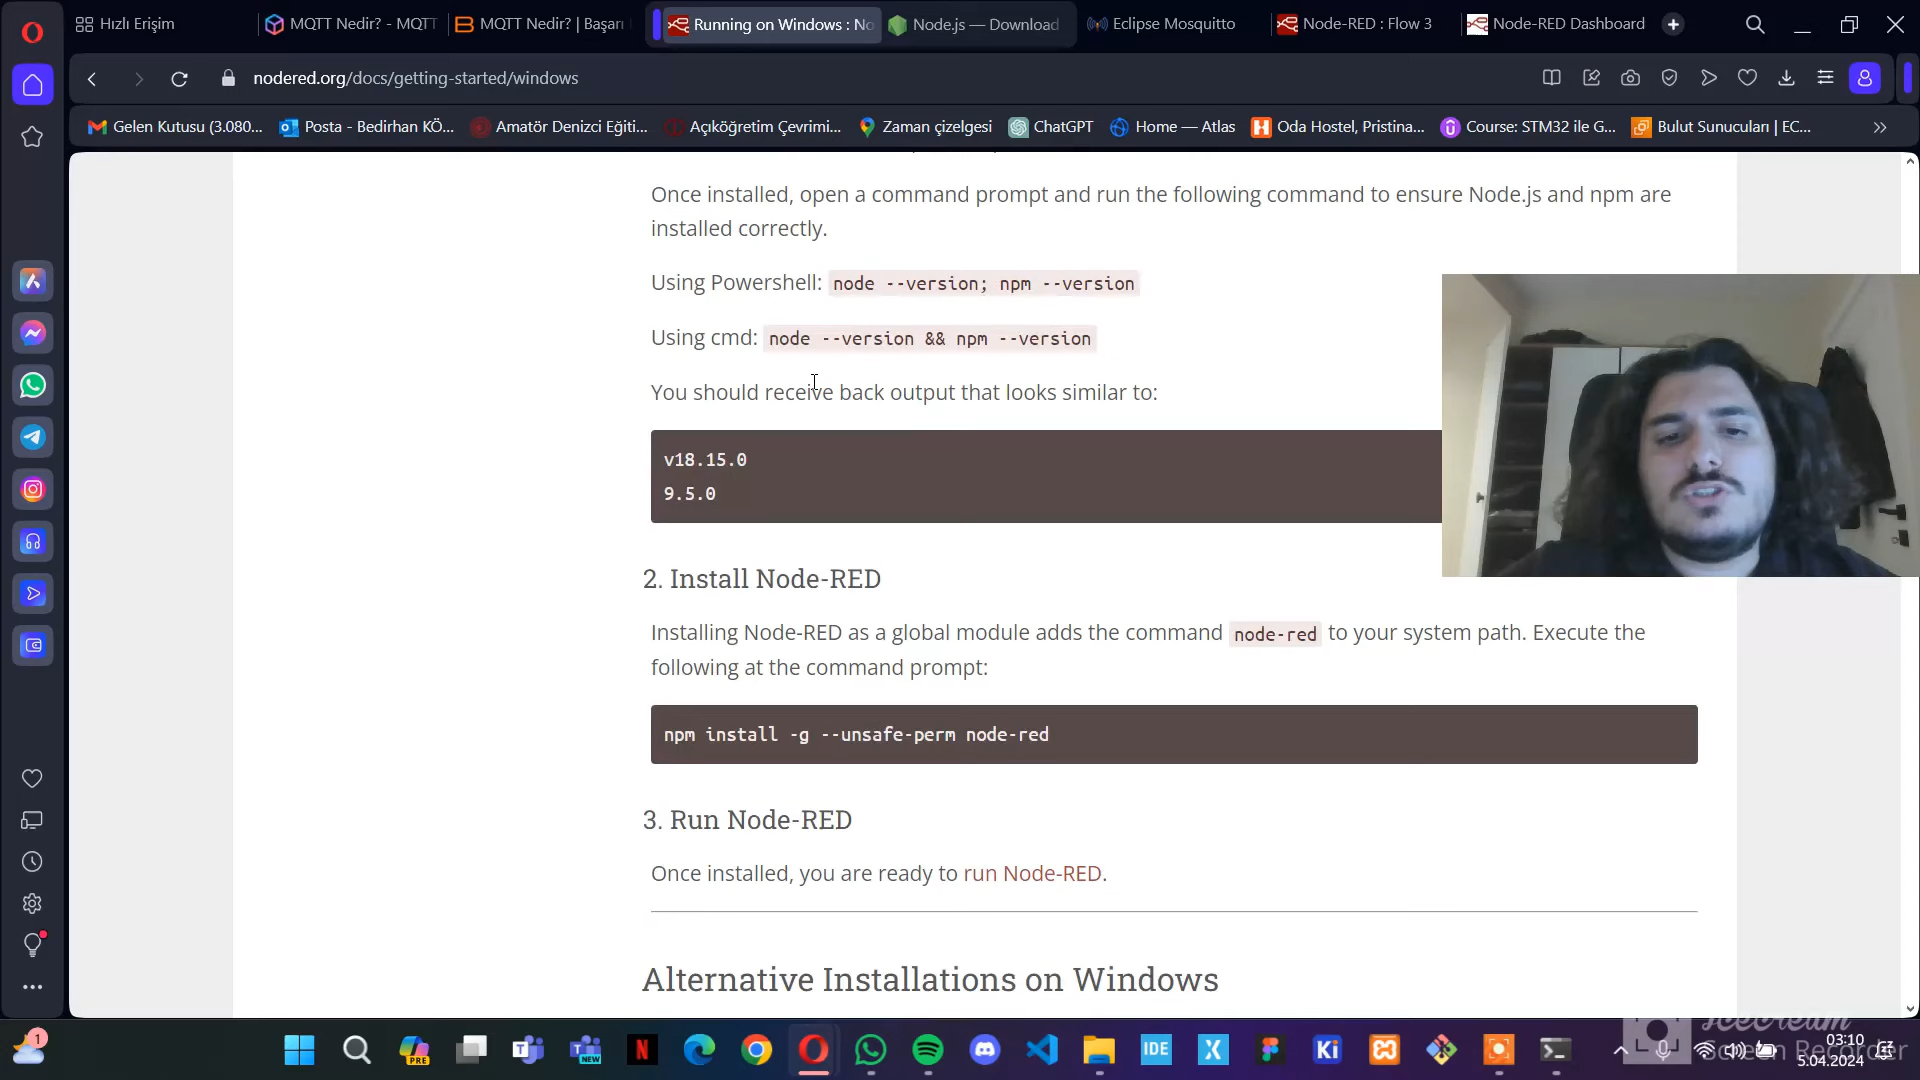 Hızlı Erişim
MQTT Nedir? - MQTT
MQTT Nedir? | Başarı
Running on Windows : No
Node.js — Download
Eclipse Mosquitto
Node-RED : Flow 3
Node-RED Dashboard
nodered.org/docs/getting-started/windows
Gelen Kutusu (3.080...
Posta - Bedirhan KÖ...
Amatör Denizci Eğiti...
Açıköğretim Çevrimi...
Zaman çizelgesi
ChatGPT
Home — Atlas
Oda Hostel, Pristina...
Course: STM32 ile G...
Bulut Sunucuları | EC...
Once installed, open a command prompt and run the following command to ensure Node.js and npm are
installed correctly.
Using Powershell: node --version; npm --version
Using cmd: node --version && npm --version
You should receive back output that looks similar to:
v18.15.0
9.5.0
2. Install Node-RED
Installing Node-RED as a global module adds the command node-red to your system path. Execute the
following at the command prompt:
npm install -g --unsafe-perm node-red
3. Run Node-RED
Once installed, you are ready to run Node-RED.
Alternative Installations on Windows
1
PRE
NEW
N
IDE
X
Ki
Icecream
Screen Recorder
03:10
5.04.2024